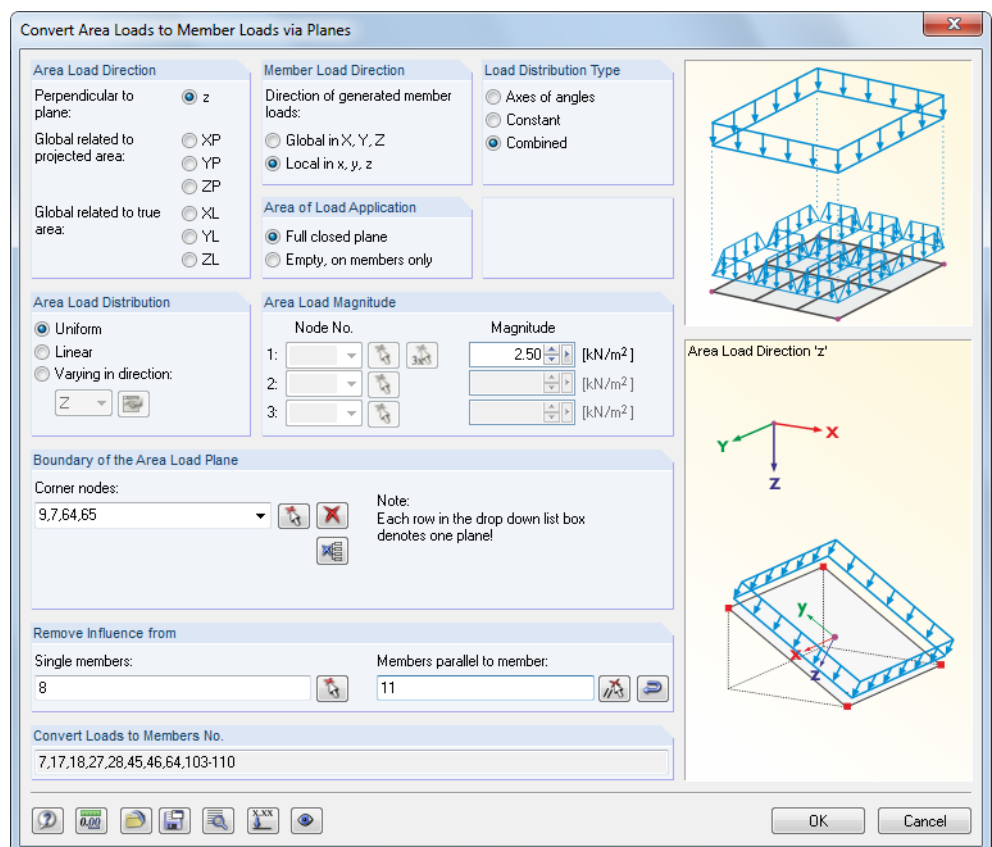 Convert Area Loads to Member Loads via Planes
Area Load Direction
Perpendicular to plane:
z
Global related to projected area:
XP
YP
ZP
Global related to true area:
XL
YL
ZL
Member Load Direction
Direction of generated member loads:
Global in X, Y, Z
Local in x, y, z
Load Distribution Type
Axes of angles
Constant
Combined
Area of Load Application
Full closed plane
Empty, on members only
Area Load Distribution
Uniform
Linear
Varying in direction:
Z
Area Load Magnitude
Node No. Magnitude
1: 3x 2.50 [kN/m²]
2: [kN/m²]
3: [kN/m²]
Area Load Direction 'z'
X
Y
Z
y
x
z
Boundary of the Area Load Plane
Corner nodes:
9,7,64,65
Note:
Each row in the drop down list box
denotes one plane!
Remove Influence from
Single members:
8
Members parallel to member:
11
Convert Loads to Members No.
7,17,18,27,28,45,46,64,103-110
0.00
x.xx
OK Cancel